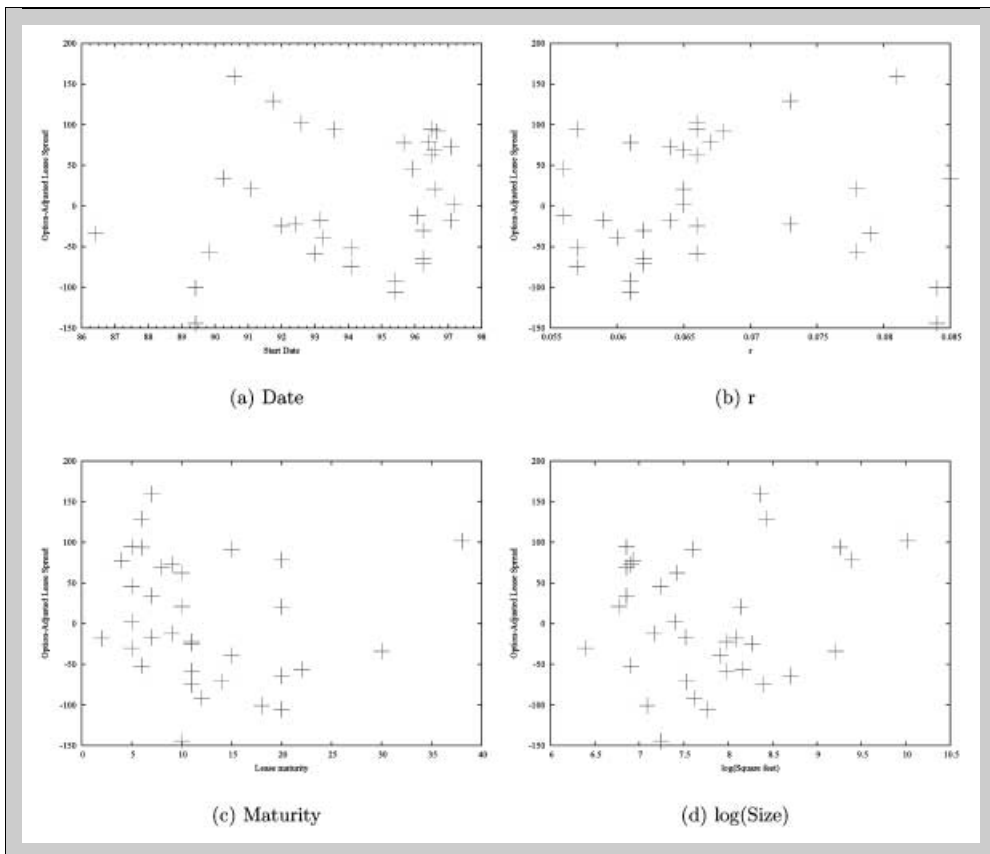 200
150
100
50
0
-50
-100
-150
Option-Adjusted Lease Spread
86 87 88 89 90 91 92 93 94 95 96 97 98
Start Date
(a) Date
200
150
100
50
0
-50
-100
-150
Option-Adjusted Lease Spread
0.055 0.06 0.065 0.07 0.075 0.08 0.085
r
(b) r
200
150
100
50
0
-50
-100
-150
Option-Adjusted Lease Spread
0 5 10 15 20 25 30 35 40
Lease maturity
(c) Maturity
200
150
100
50
0
-50
-100
-150
Option-Adjusted Lease Spread
6 6.5 7 7.5 8 8.5 9 9.5 10 10.5
log(Square feet)
(d) log(Size)